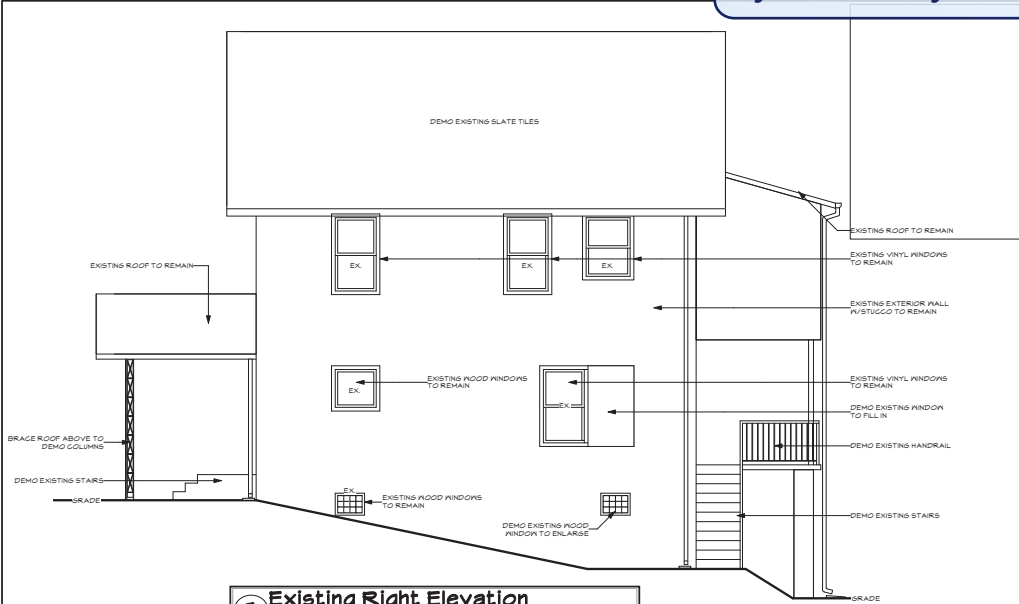 DEMO EXISTING SLATE TILES
EXISTING ROOF TO REMAIN
EXISTING ROOF TO REMAIN
EX.
EX.
EX.
EXISTING VINYL WINDOWS
TO REMAIN
EXISTING EXTERIOR WALL
W/STUCCO TO REMAIN
EX.
EXISTING WOOD WINDOWS
TO REMAIN
EX.
EXISTING VINYL WINDOWS
TO REMAIN
DEMO EXISTING WINDOW
TO FILL IN
BRACE ROOF ABOVE TO
DEMO COLUMNS
DEMO EXISTING HANDRAIL
DEMO EXISTING STAIRS
GRADE
EX.
EXISTING WOOD WINDOWS
TO REMAIN
DEMO EXISTING WOOD
WINDOW TO ENLARGE
DEMO EXISTING STAIRS
Existing Right Elevation
GRADE